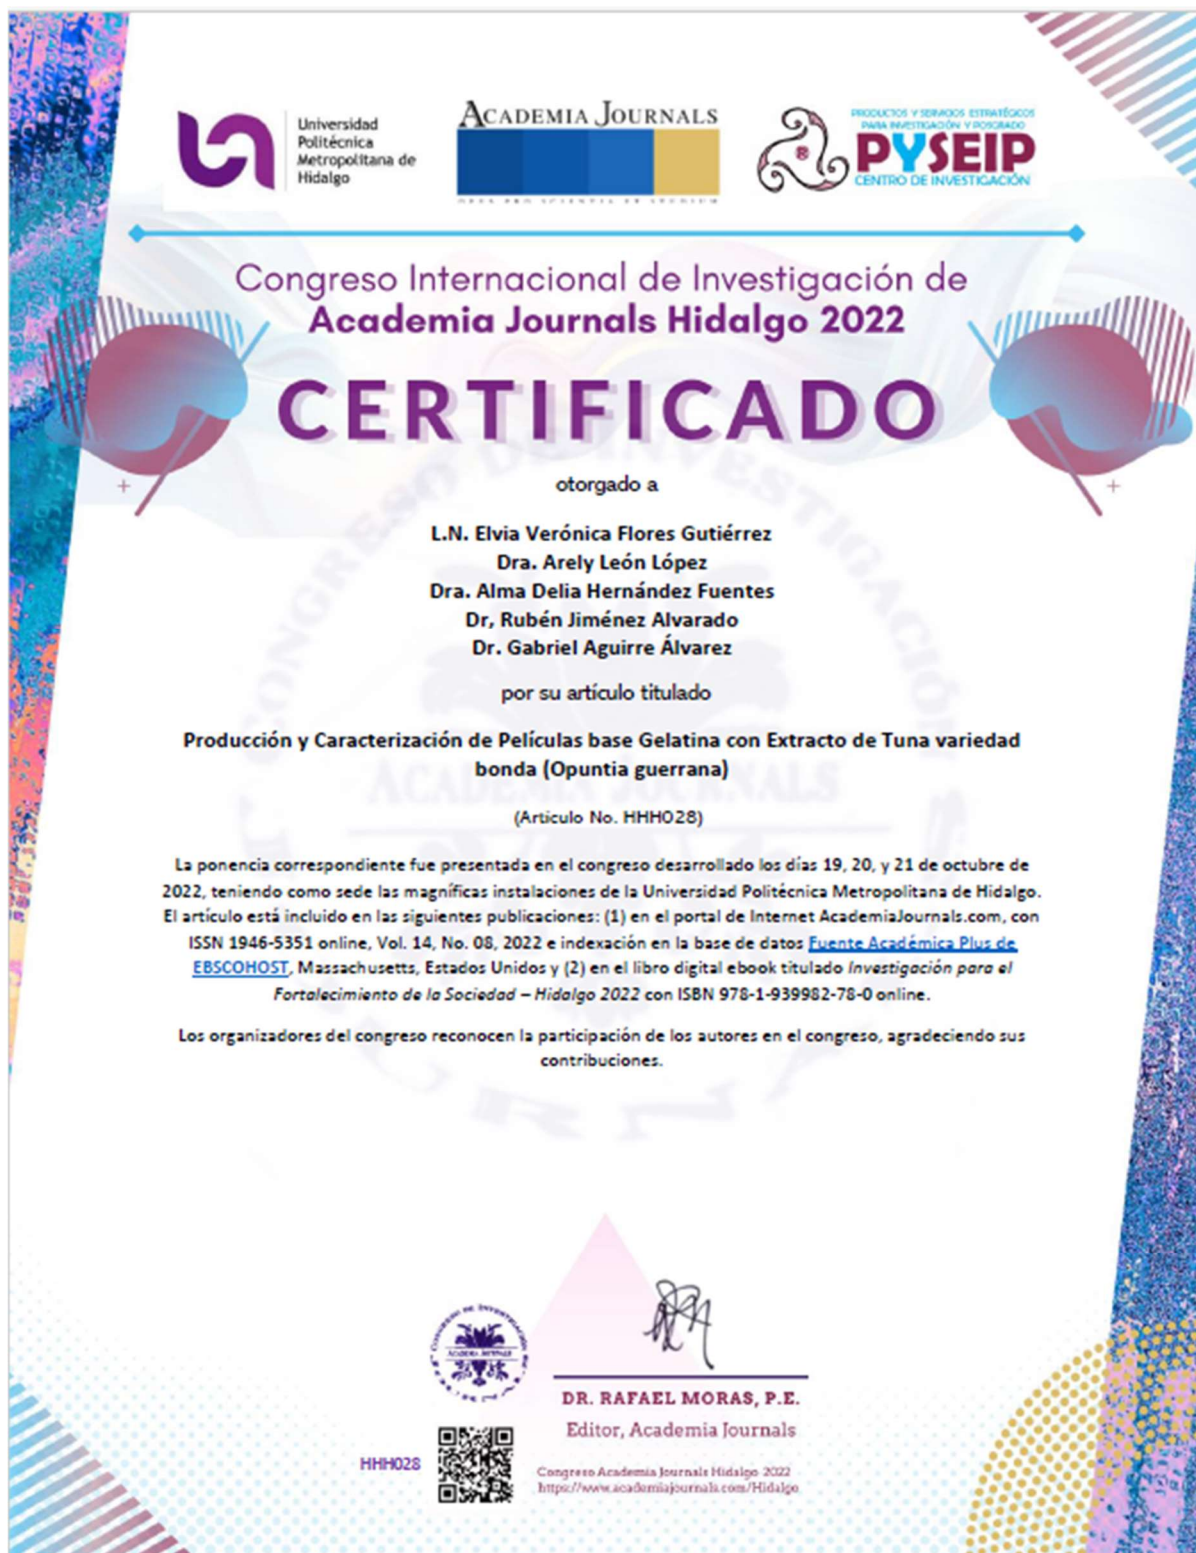 Universidad
Politécnica
Metropolitana de
Hidalgo
ACADEMIA JOURNALS
PRODUCTOS Y SERVICIOS ESTRATÉGICOS
PARA INVESTIGACIÓN Y POSGRADO
PYSEIP
CENTRO DE INVESTIGACIÓN
Congreso Internacional de Investigación de
Academia Journals Hidalgo 2022
CERTIFICADO
otorgado a
L.N. Elvia Verónica Flores Gutiérrez
Dra. Arely León López
Dra. Alma Delia Hernández Fuentes
Dr, Rubén Jiménez Alvarado
Dr. Gabriel Aguirre Álvarez
por su artículo titulado
Producción y Caracterización de Películas base Gelatina con Extracto de Tuna variedad
bonda (Opuntia guerrana)
(Artículo No. HHH028)
La ponencia correspondiente fue presentada en el congreso desarrollado los días 19, 20, y 21 de octubre de
2022, teniendo como sede las magníficas instalaciones de la Universidad Politécnica Metropolitana de Hidalgo.
El artículo está incluido en las siguientes publicaciones: (1) en el portal de Internet AcademiaJournals.com, con
ISSN 1946-5351 online, Vol. 14, No. 08, 2022 e indexación en la base de datos Fuente Académica Plus de
EBSCOHOST, Massachusetts, Estados Unidos y (2) en el libro digital ebook titulado Investigación para el
Fortalecimiento de la Sociedad – Hidalgo 2022 con ISBN 978-1-939982-78-0 online.
Los organizadores del congreso reconocen la participación de los autores en el congreso, agradeciendo sus
contribuciones.
ACADEMIA JOURNALS
DR. RAFAEL MORAS, P.E.
Editor, Academia Journals
HHH028
Congreso Academia Journals Hidalgo 2022
https://www.academiajournals.com/Hidalgo